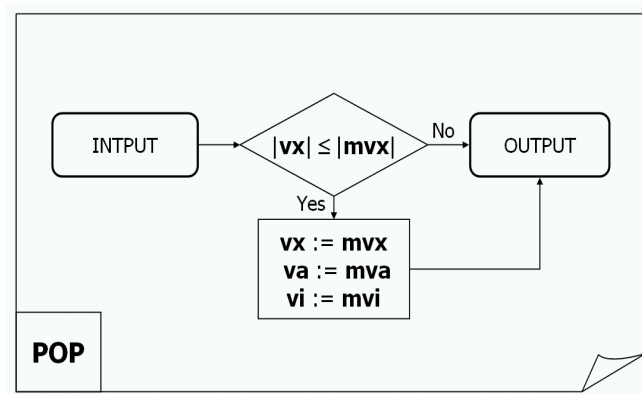 INTPUT
|vx| ≤ |mvx|
No
OUTPUT
Yes
vx := mvx
va := mva
vi := mvi
POP